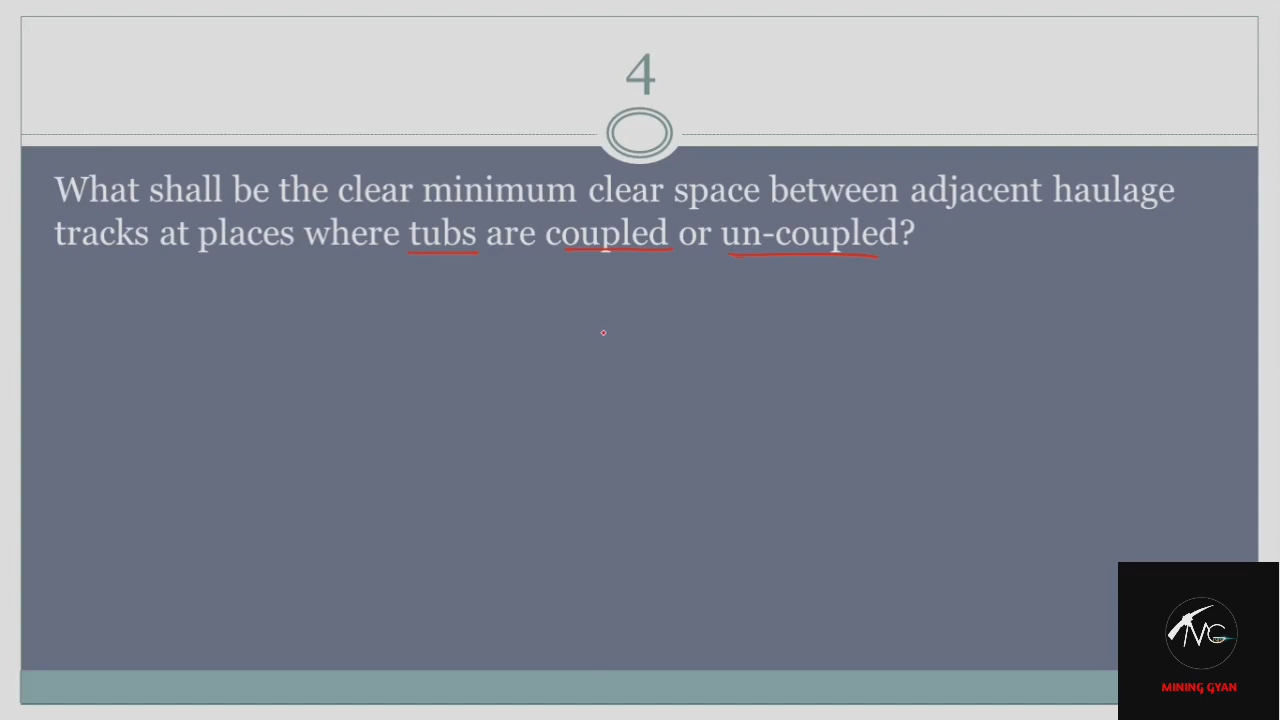 4
What shall be the clear minimum clear space between adjacent haulage
tracks at places where tubs are coupled or un-coupled?
MG
MINING GYAN